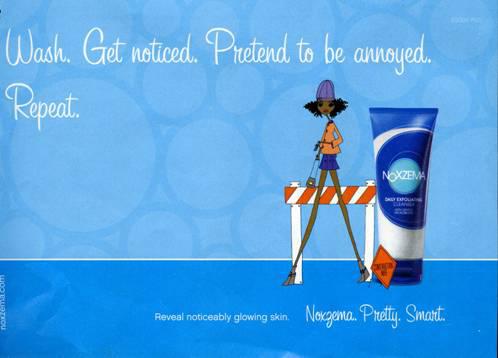 Wash. Get noticed. Pretend to be annoyed.
Repeat.
NOXZEMA
DAILY EXFOLIATING
CLEANSER
noxzema.com
Reveal noticeably glowing skin.
Noxzema. Pretty. Smart.